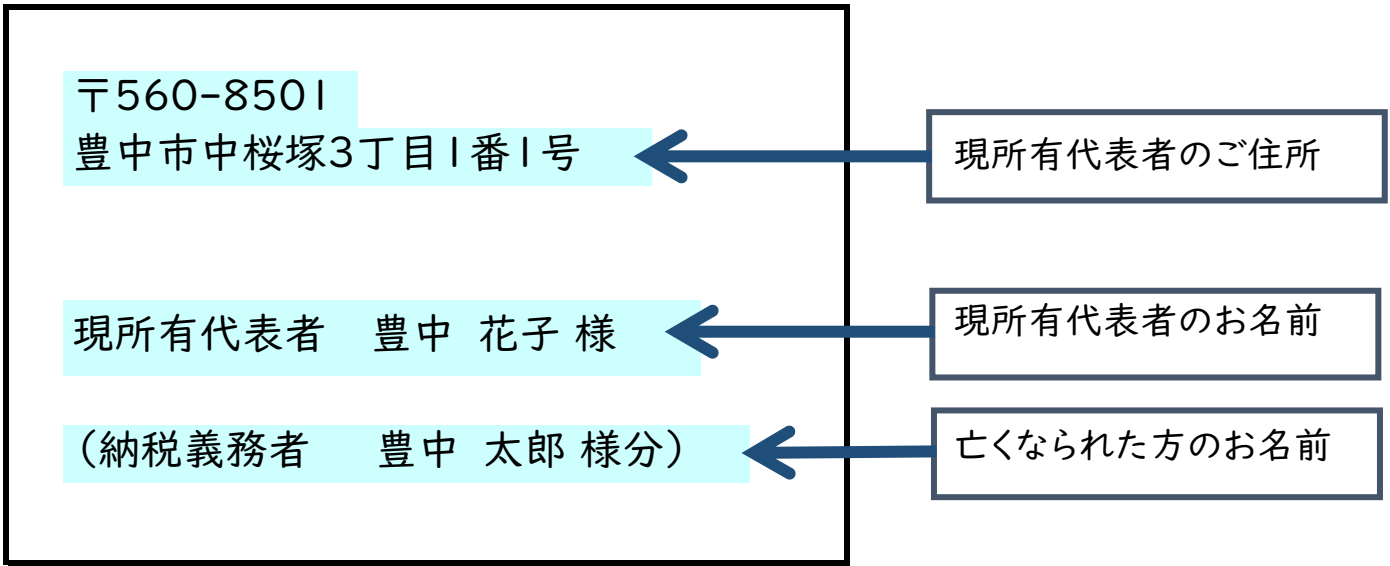 〒560-8501
豊中市中桜塚3丁目1番1号
現所有代表者のご住所
現所有代表者　豊中 花子 様
現所有代表者のお名前
(納税義務者　豊中 太郎 様分)
亡くなられた方のお名前